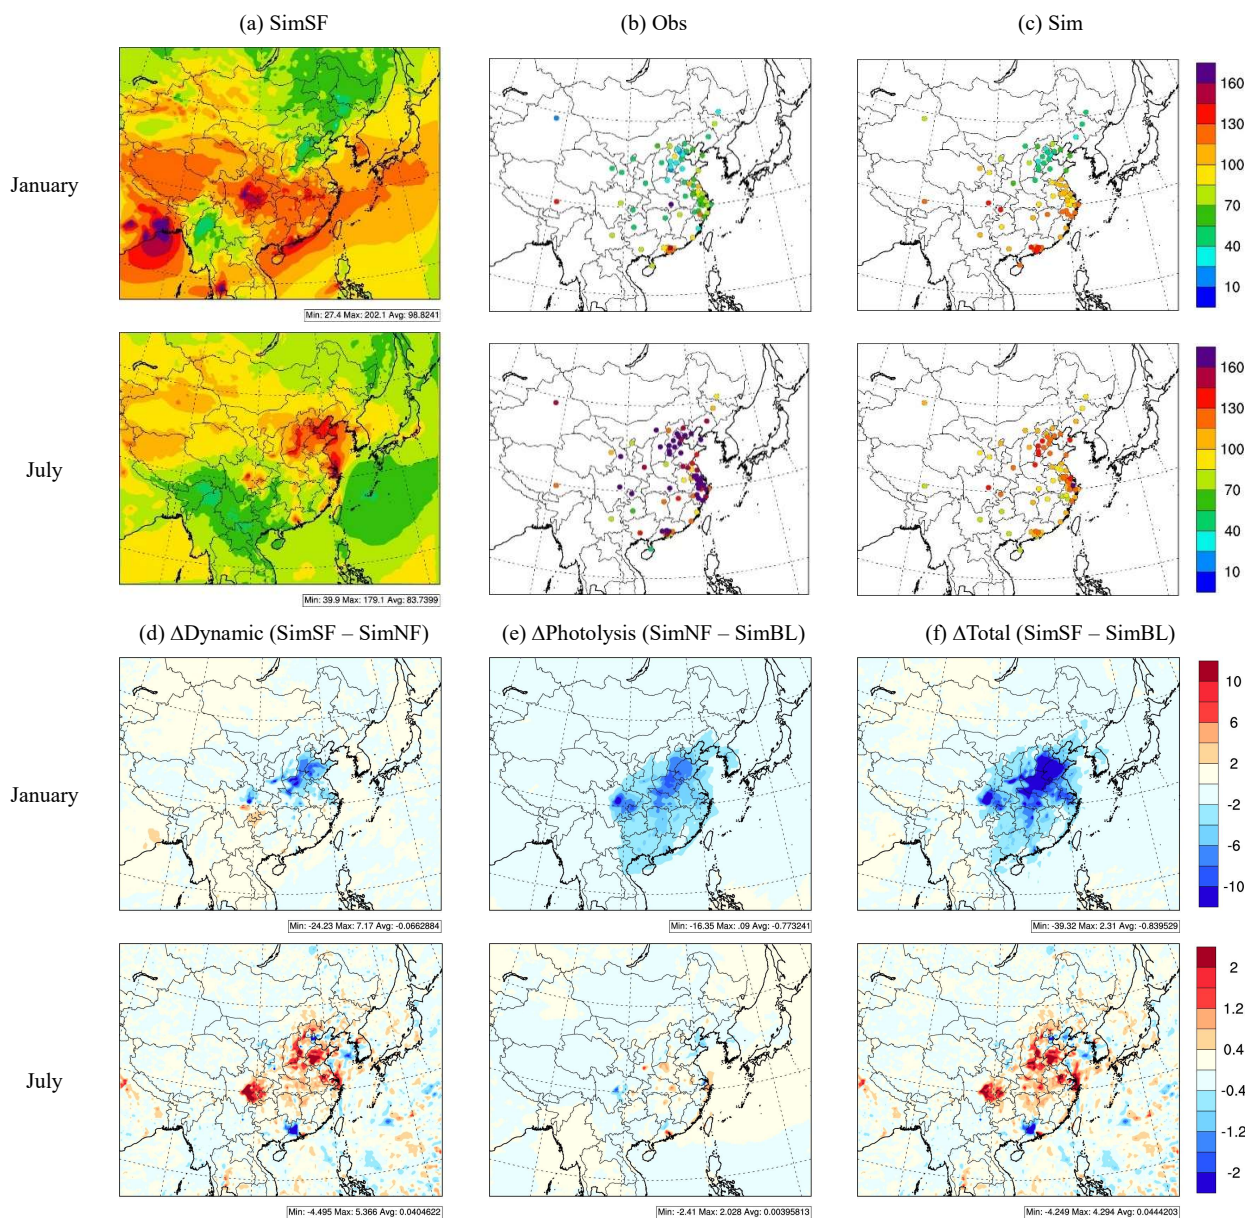 (a) SimSF (b) Obs (c) Sim
January
160
130
100
70
40
10
Min: 27.4 Max: 202.1 Avg: 98.8241
July
160
130
100
70
40
10
Min: 39.9 Max: 179.1 Avg: 83.7399
(d) ΔDynamic (SimSF – SimNF) (e) ΔPhotolysis (SimNF – SimBL) (f) ΔTotal (SimSF – SimBL)
January
10
6
2
-2
-6
-10
Min: -24.23 Max: 7.17 Avg: -0.0662884 Min: -16.35 Max: .09 Avg: -0.773241 Min: -39.32 Max: 2.31 Avg: -0.839529
July
2
1.2
0.4
-0.4
-1.2
-2
Min: -4.495 Max: 5.366 Avg: 0.0404622 Min: -2.41 Max: 2.028 Avg: 0.00395813 Min: -4.249 Max: 4.294 Avg: 0.0444203